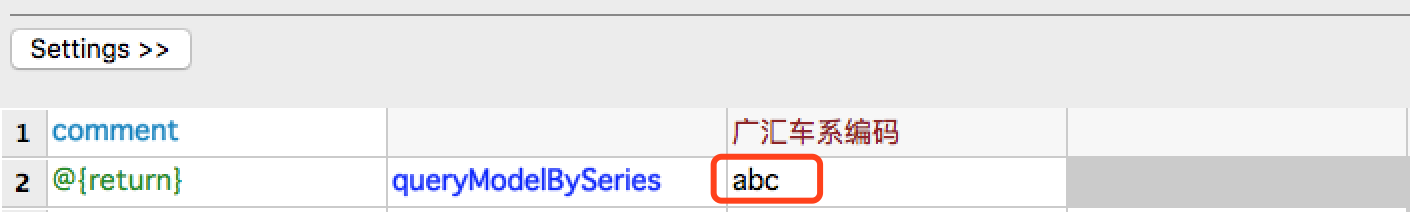 Settings >>
1 comment 广汇车系编码
2 @{return} queryModelBySeries abc